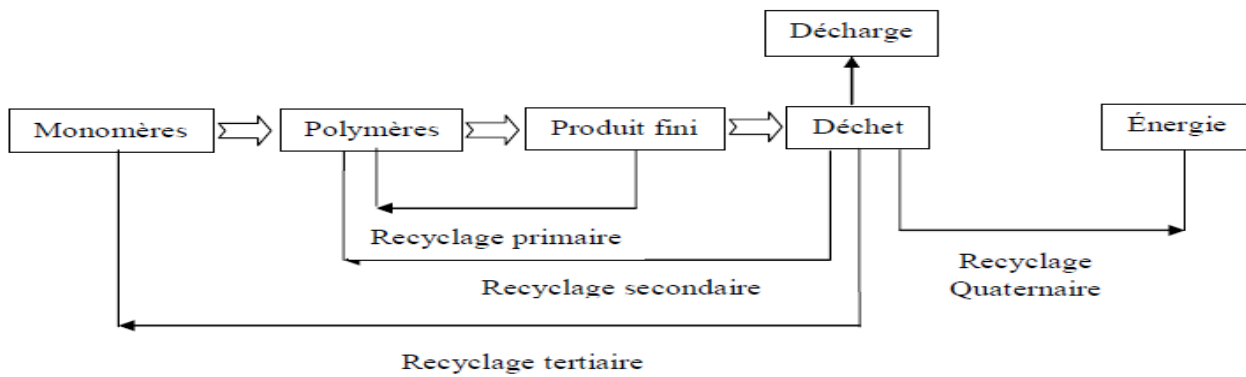 Décharge
Monomères
Polymères
Produit fini
Déchet
Énergie
Recyclage primaire
Recyclage secondaire
Recyclage
Quaternaire
Recyclage tertiaire